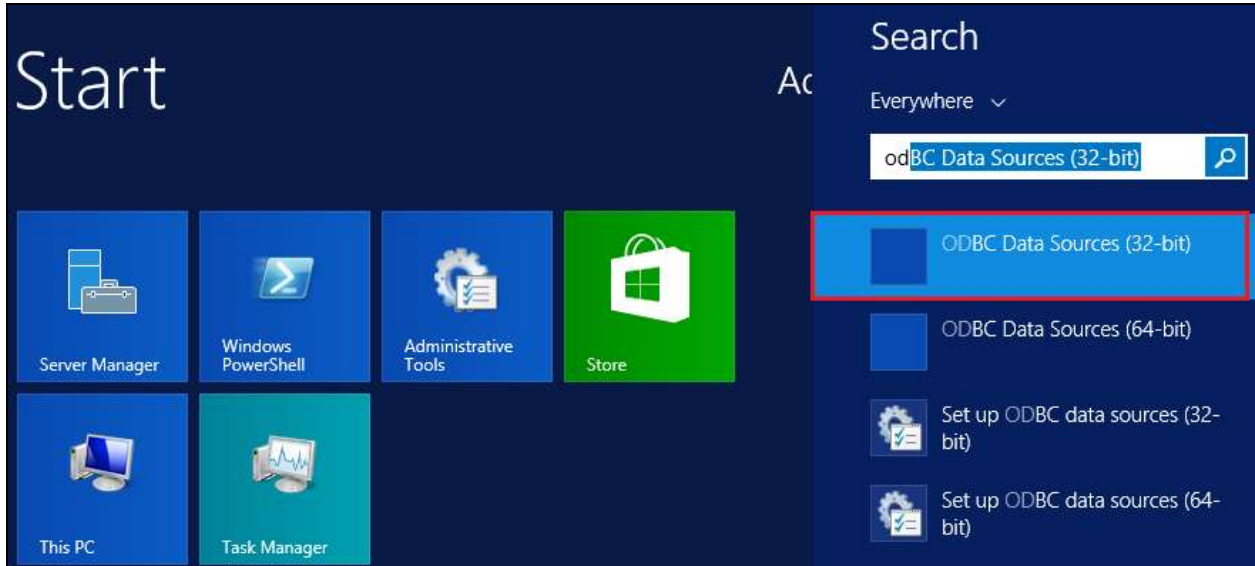 Start
Ac
Server Manager
Windows
PowerShell
Administrative
Tools
Store
This PC
Task Manager
Search
Everywhere
odBC Data Sources (32-bit)
ODBC Data Sources (32-bit)
ODBC Data Sources (64-bit)
Set up ODBC data sources (32-
bit)
Set up ODBC data sources (64-
bit)